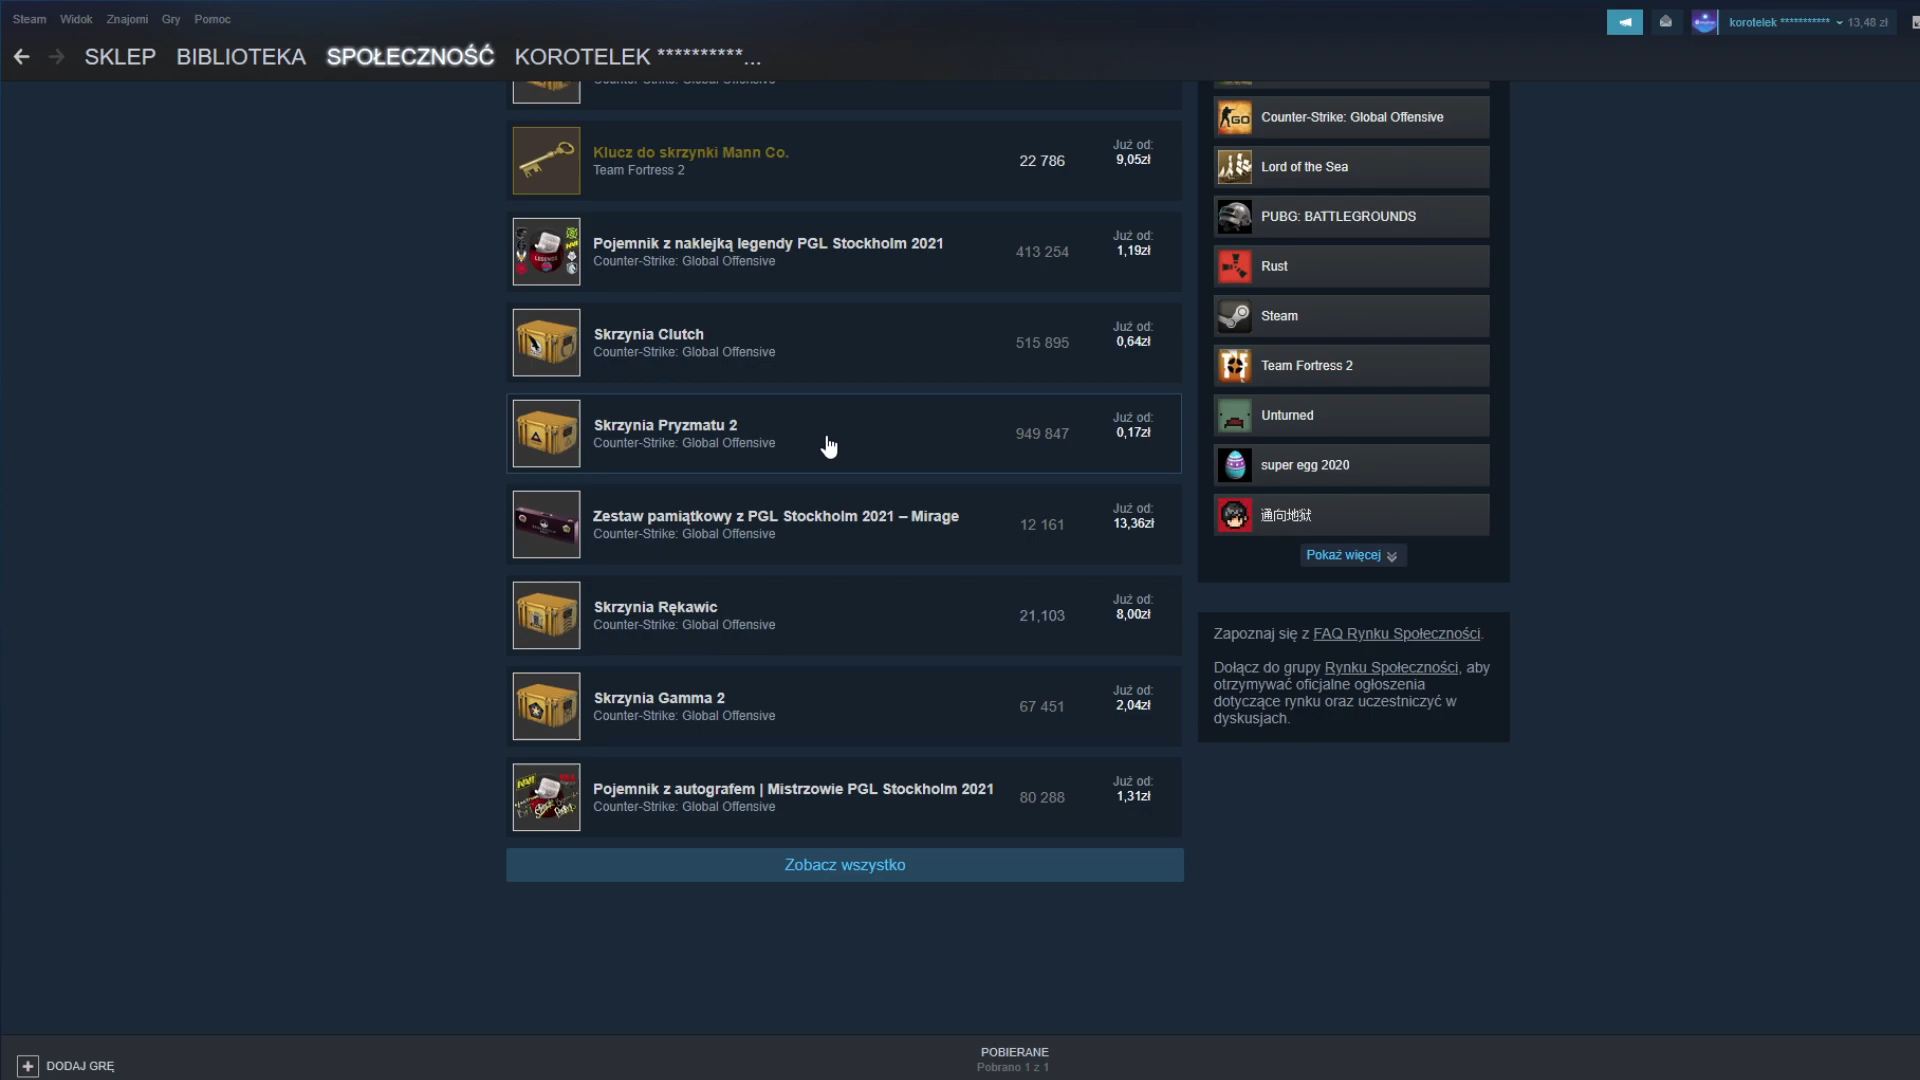 Steam Widok Znajomi Gry Pomoc
korotelek *********** 13,48 zł
SKLEP BIBLIOTEKA SPOŁECZNOŚĆ KOROTELEK **********...
Counter-Strike: Global Offensive
Klucz do skrzynki Mann Co.
Team Fortress 2
22 786
Już od:
9,05zł
Pojemnik z naklejką legendy PGL Stockholm 2021
Counter-Strike: Global Offensive
413 254
Już od:
1,19zł
Skrzynia Clutch
Counter-Strike: Global Offensive
515 895
Już od:
0,64zł
Skrzynia Pryzmatu 2
Counter-Strike: Global Offensive
949 847
Już od:
0,17zł
Zestaw pamiątkowy z PGL Stockholm 2021 – Mirage
Counter-Strike: Global Offensive
12 161
Już od:
13,36zł
Skrzynia Rękawic
Counter-Strike: Global Offensive
21,103
Już od:
8,00zł
Skrzynia Gamma 2
Counter-Strike: Global Offensive
67 451
Już od:
2,04zł
Pojemnik z autografem | Mistrzowie PGL Stockholm 2021
Counter-Strike: Global Offensive
80 288
Już od:
1,31zł
Zobacz wszystko
Counter-Strike: Global Offensive
Lord of the Sea
PUBG: BATTLEGROUNDS
Rust
Steam
Team Fortress 2
Unturned
super egg 2020
通向地狱
Pokaż więcej
Zapoznaj się z FAQ Rynku Społeczności.
Dołącz do grupy Rynku Społeczności, aby
otrzymywać oficjalne ogłoszenia
dotyczące rynku oraz uczestniczyć w
dyskusjach.
DODAJ GRĘ
POBIERANE
Pobrano 1 z 1